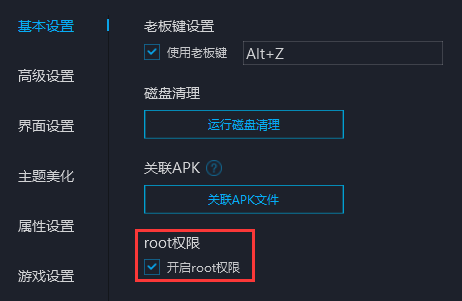 基本设置
高级设置
界面设置
主题美化
属性设置
游戏设置
老板键设置
使用老板键 Alt+Z
磁盘清理
运行磁盘清理
关联APK ?
关联APK文件
root权限
开启root权限